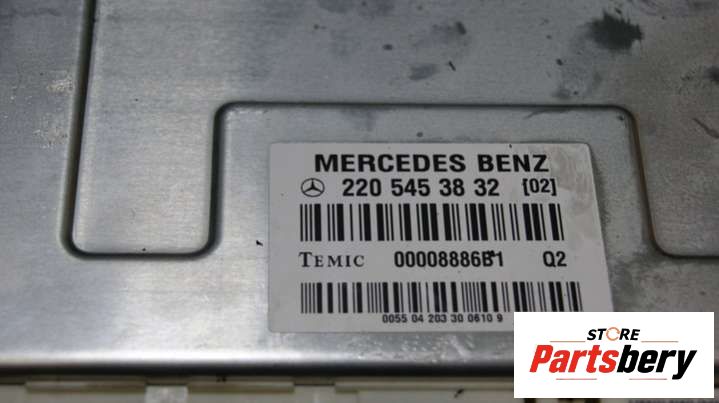 MERCEDES BENZ
220 545 38 32 [02]
TEMIC 00008886B1 Q2
0055 04 203 30 0610 9
STORE
Partsbery